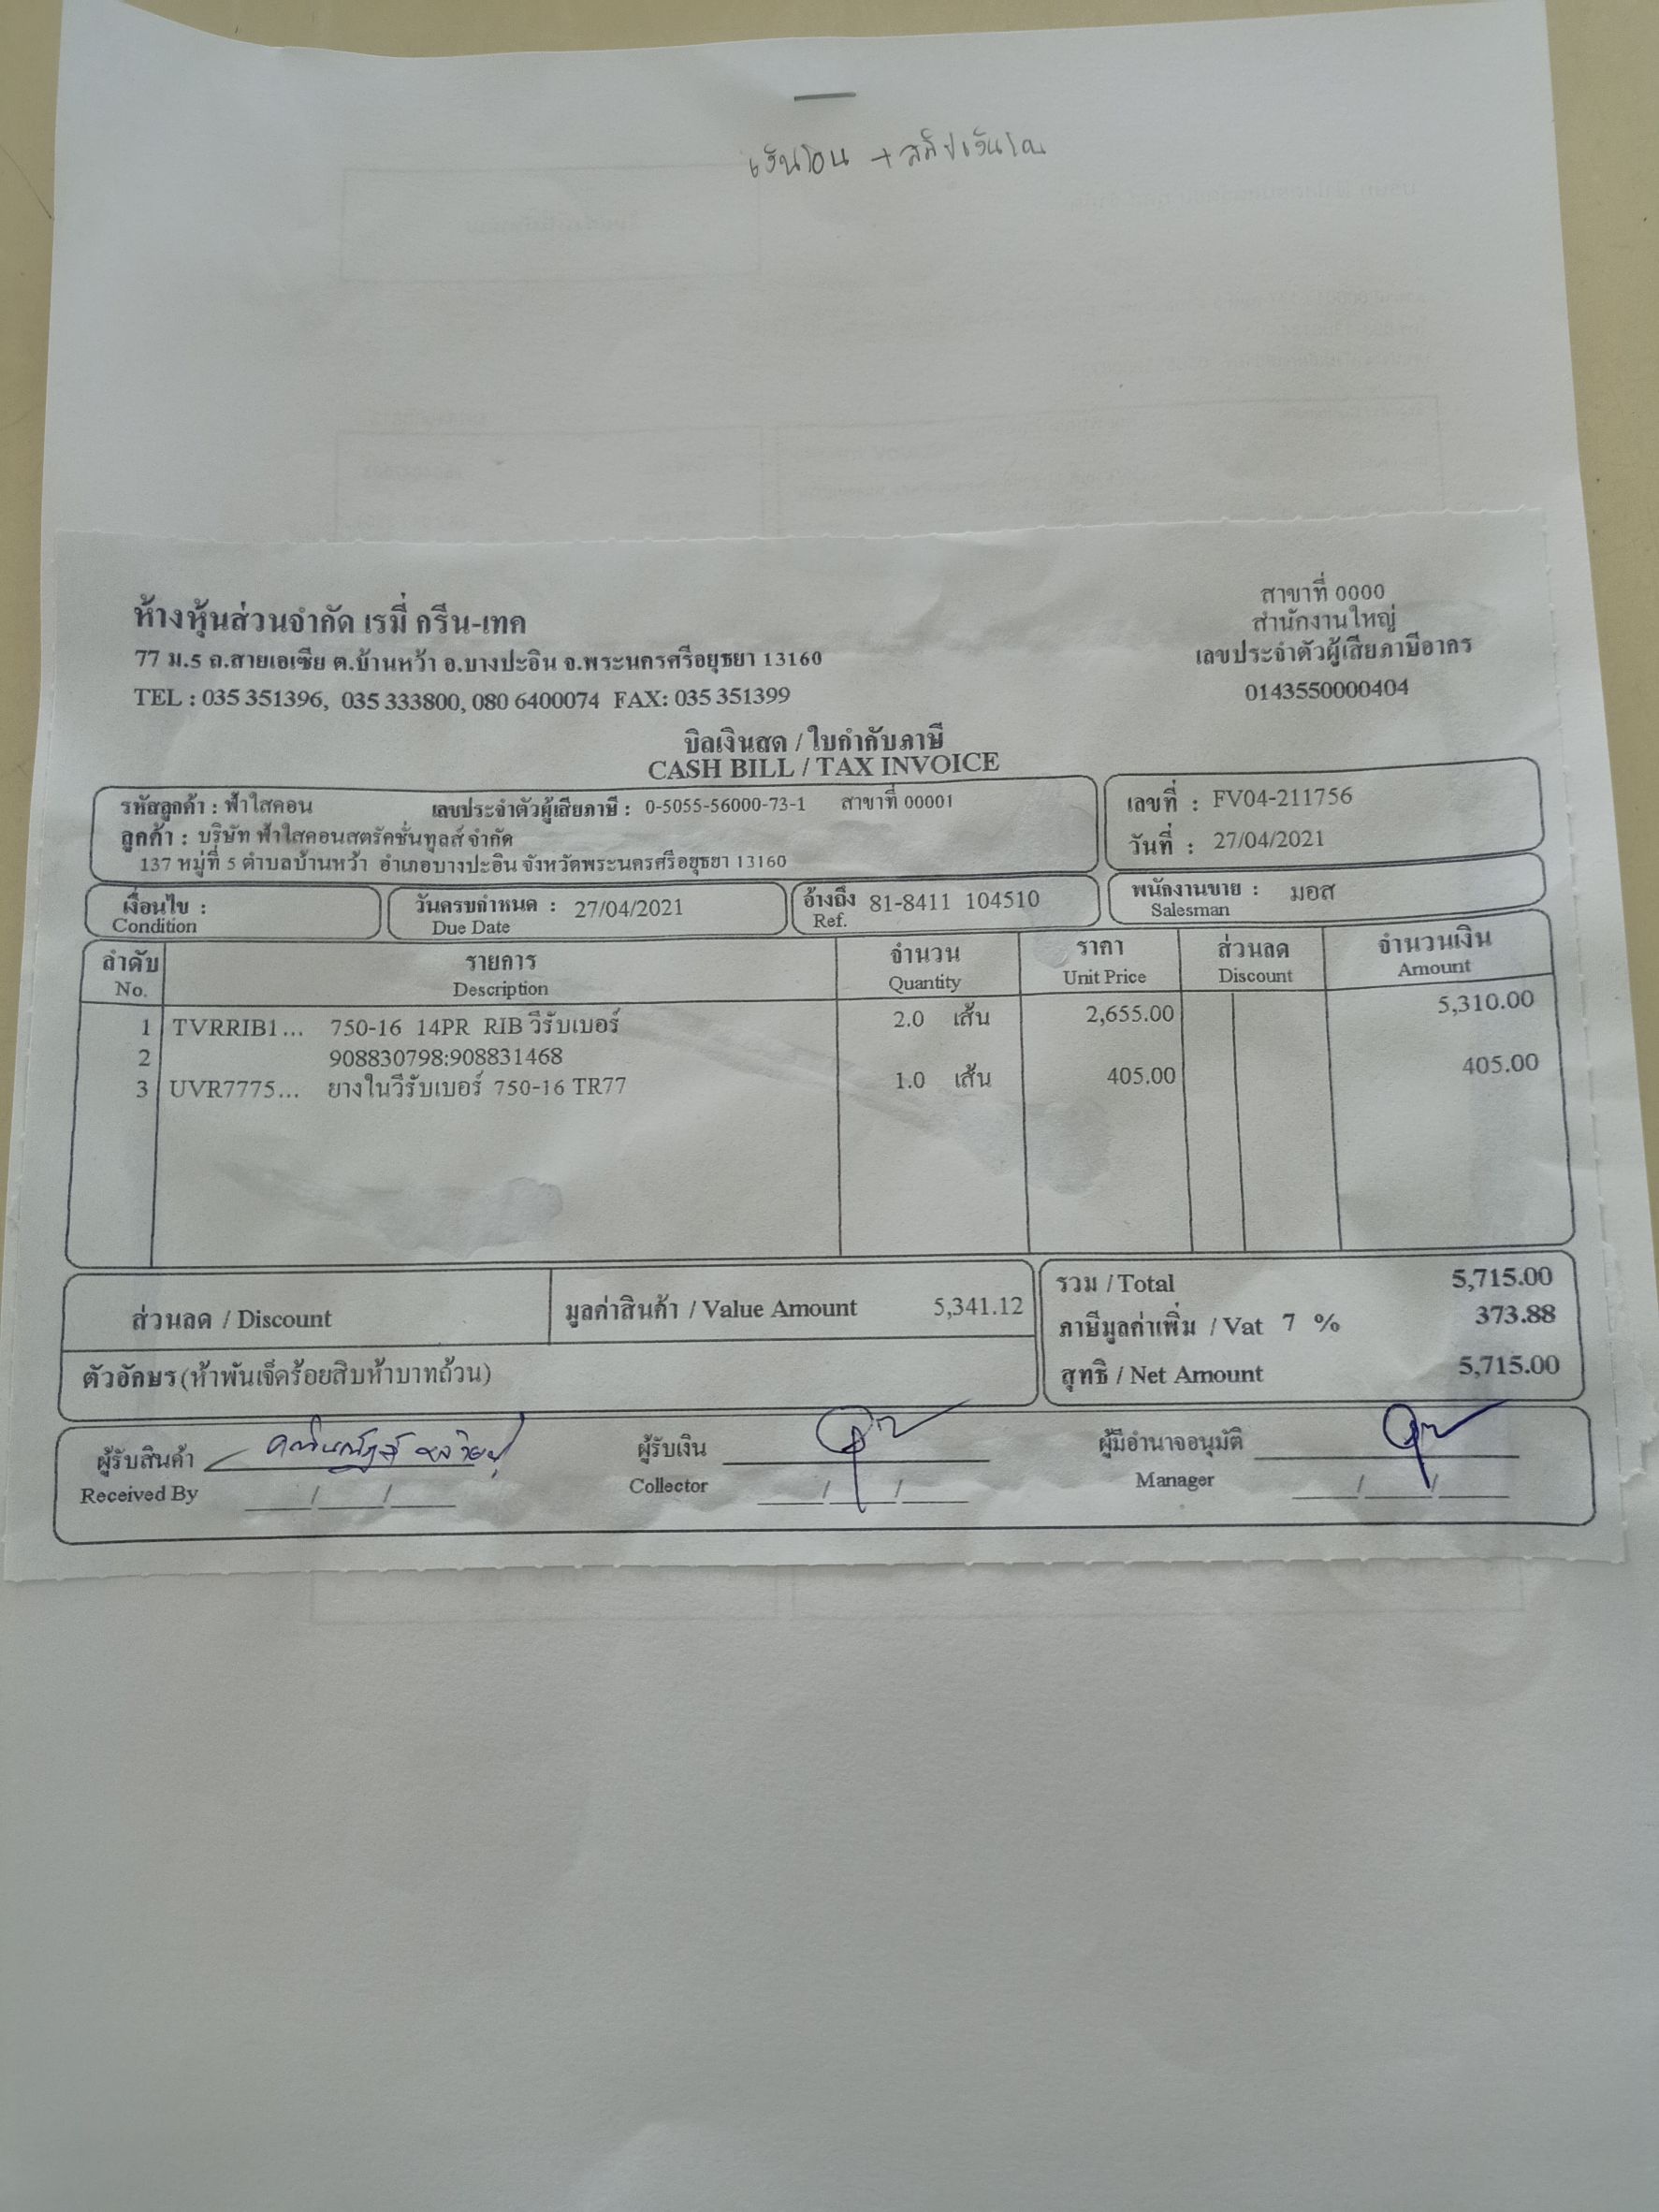 เงินโอน + สลิปเงินโอน
ห้างหุ้นส่วนจำกัด เรมี่ กรีน-เทค
77 ม.5 ถ.สายเอเซีย ต.บ้านหว้า อ.บางปะอิน จ.พระนครศรีอยุธยา 13160
TEL : 035 351396, 035 333800, 080 6400074 FAX: 035 351399
สาขาที่ 0000
สำนักงานใหญ่
เลขประจำตัวผู้เสียภาษีอากร
0143550000404
บิลเงินสด / ใบกำกับภาษี
CASH BILL / TAX INVOICE
รหัสลูกค้า : ฟ้าใสคอน เลขประจำตัวผู้เสียภาษี : 0-5055-56000-73-1 สาขาที่ 00001
ลูกค้า : บริษัท ฟ้าใสคอนสตรัคชั่นทูลส์ จำกัด
137 หมู่ที่ 5 ตำบลบ้านหว้า อำเภอบางปะอิน จังหวัดพระนครศรีอยุธยา 13160
เลขที่ : FV04-211756
วันที่ : 27/04/2021
เงื่อนไข :
Condition
วันครบกำหนด : 27/04/2021
Due Date
อ้างถึง 81-8411 104510
Ref.
พนักงานขาย : มอส
Salesman
ลำดับ รายการ จำนวน ราคา ส่วนลด จำนวนเงิน
No. Description Quantity Unit Price Discount Amount
1 TVRRIB1... 750-16 14PR RIB วีรับเบอร์ 2.0 เส้น 2,655.00 5,310.00
2 908830798:908831468
3 UVR7775... ยางในวีรับเบอร์ 750-16 TR77 1.0 เส้น 405.00 405.00
ส่วนลด / Discount มูลค่าสินค้า / Value Amount 5,341.12
ตัวอักษร(ห้าพันเจ็ดร้อยสิบห้าบาทถ้วน)
รวม / Total 5,715.00
ภาษีมูลค่าเพิ่ม / Vat 7 % 373.88
สุทธิ / Net Amount 5,715.00
ผู้รับสินค้า
Received By
ผู้รับเงิน
Collector
ผู้มีอำนาจอนุมัติ
Manager